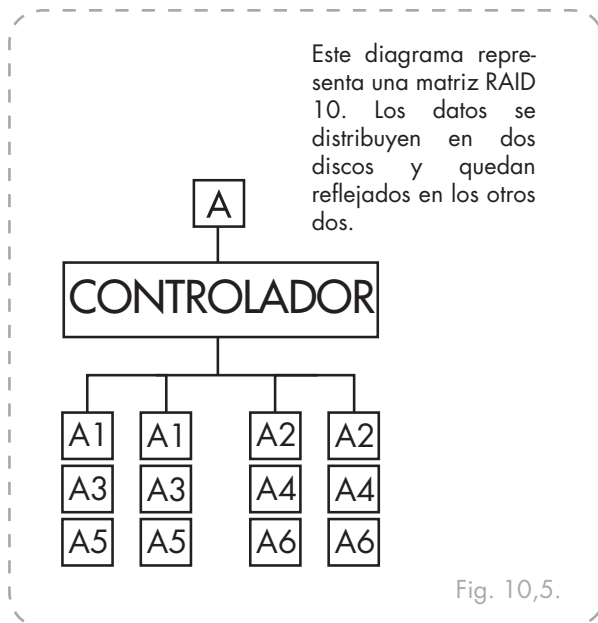 Este diagrama repre-
senta una matriz RAID
10. Los datos se
distribuyen en dos
discos y quedan
reflejados en los otros
dos.
A
CONTROLADOR
A1 A1 A2 A2
A3 A3 A4 A4
A5 A5 A6 A6
Fig. 10,5.